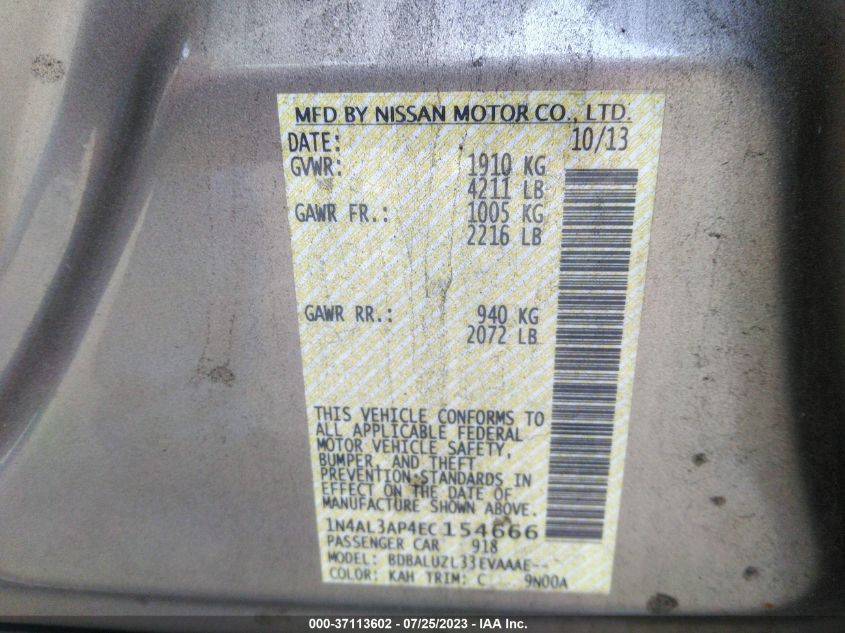 MFD BY NISSAN MOTOR CO., LTD.
DATE: 10/13
GVWR: 1910 KG
4211 LB
GAWR FR.: 1005 KG
2216 LB
GAWR RR.: 940 KG
2072 LB
THIS VEHICLE CONFORMS TO
ALL APPLICABLE FEDERAL
MOTOR VEHICLE SAFETY,
BUMPER, AND THEFT
PREVENTION STANDARDS IN
EFFECT ON THE DATE OF
MANUFACTURE SHOWN ABOVE.
1N4AL3AP4EC154666
PASSENGER CAR 918
MODEL: BDBALUZL33EVAAAE--
COLOR: KAH TRIM: C 9N00A
000-37113602 - 07/25/2023 - IAA Inc.